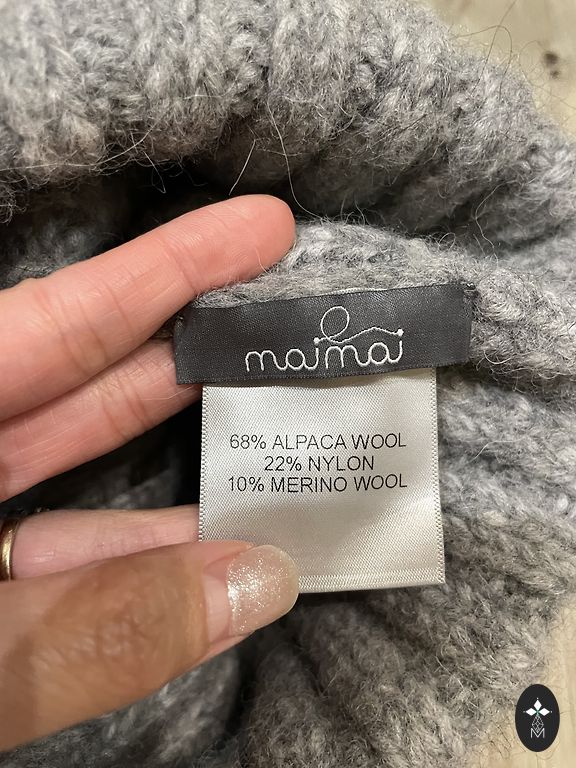 maimai
68% ALPACA WOOL
22% NYLON
10% MERINO WOOL
M